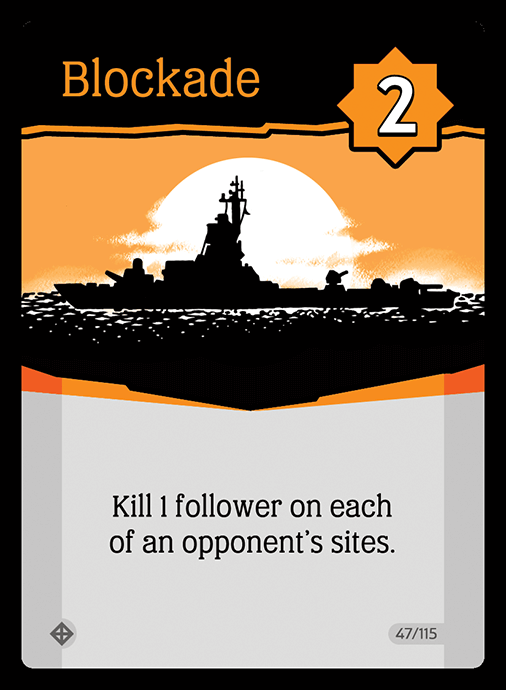 Blockade
2
Kill 1 follower on each
of an opponent's sites.
47/115